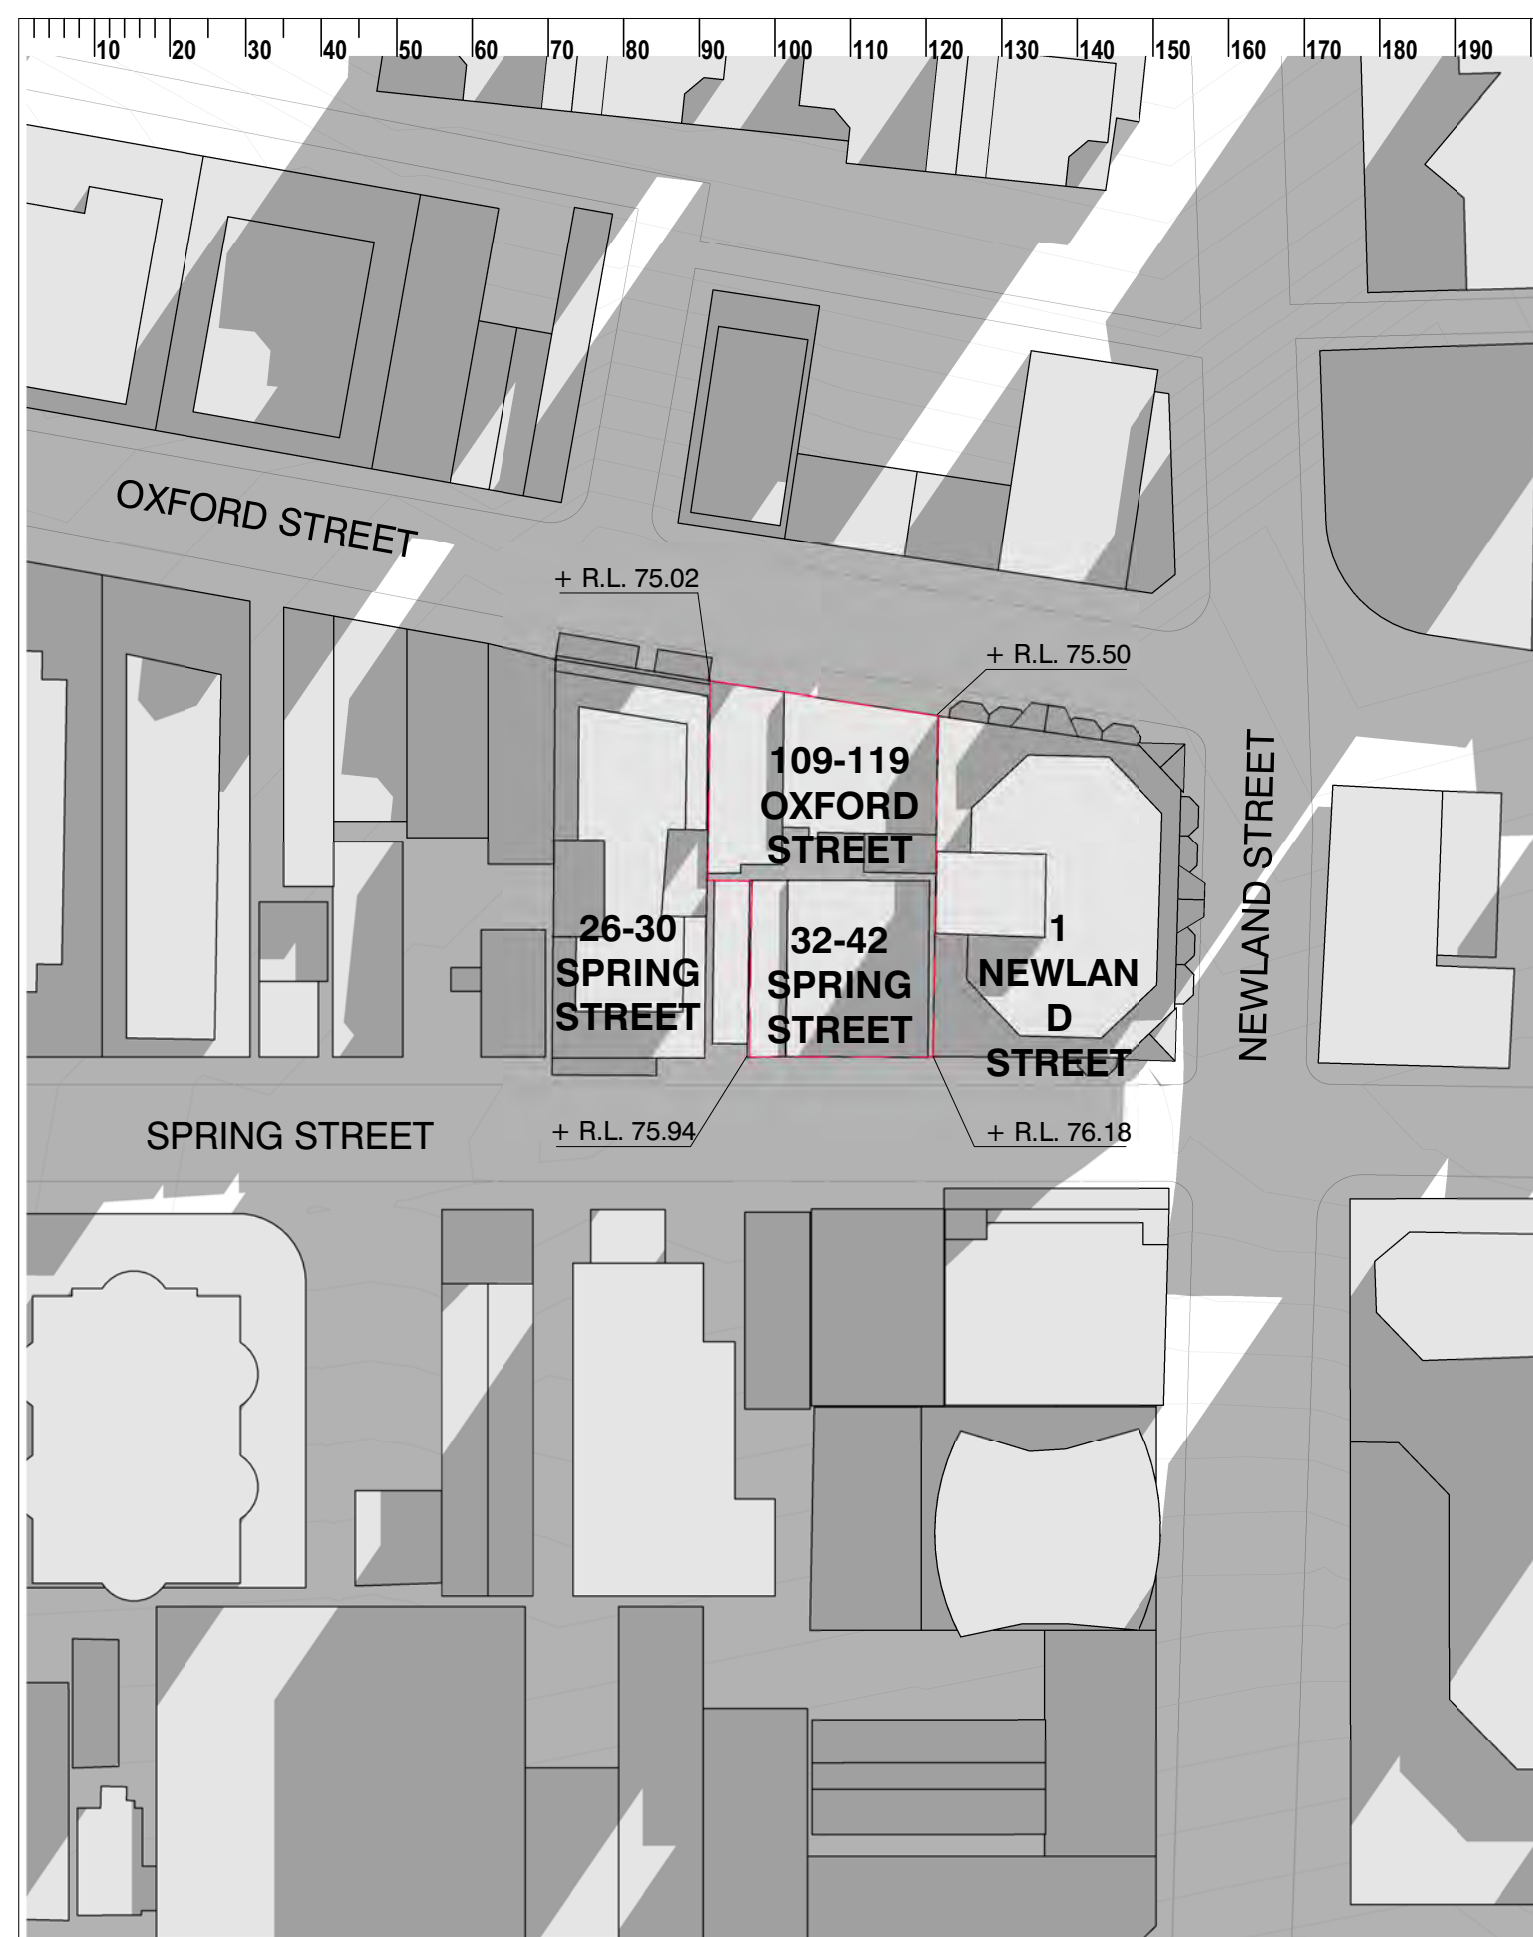 10 20 30 40 50 60 70 80 90 100 110 120 130 140 150 160 170 180 190
OXFORD STREET
+ R.L. 75.02
+ R.L. 75.50
109-119
OXFORD
STREET
NEWLAND STREET
26-30
SPRING
STREET
32-42
SPRING
STREET
1
NEWLAN
D
STREET
SPRING STREET
+ R.L. 75.94
+ R.L. 76.18